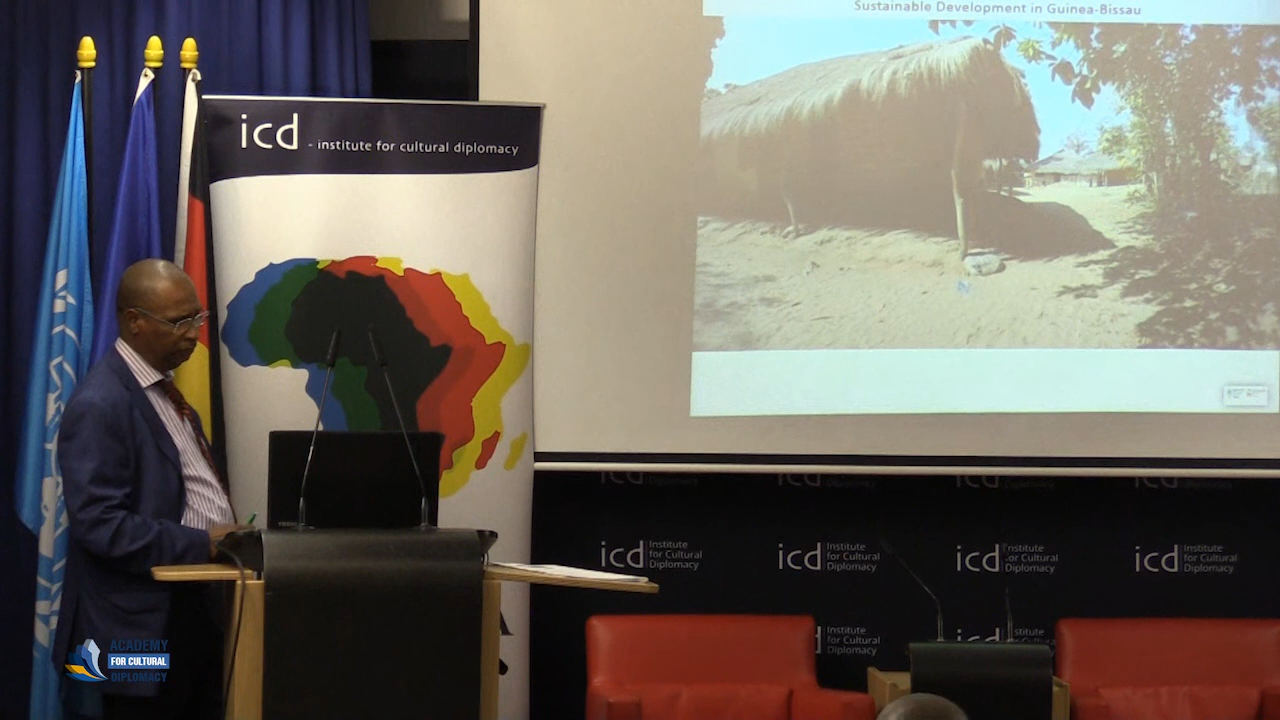 Sustainable Development in Guinea-Bissau
icd - institute for cultural diplomacy
icd Institute
for Cultural
Diplomacy
icd Institute
for Cultural
Diplomacy
icd Institute
for Cultural
Diplomacy
icd Institute
for Cultural
Diplomacy
Institute
for Cultural
Diplomacy
ACADEMY
FOR CULTURAL
DIPLOMACY